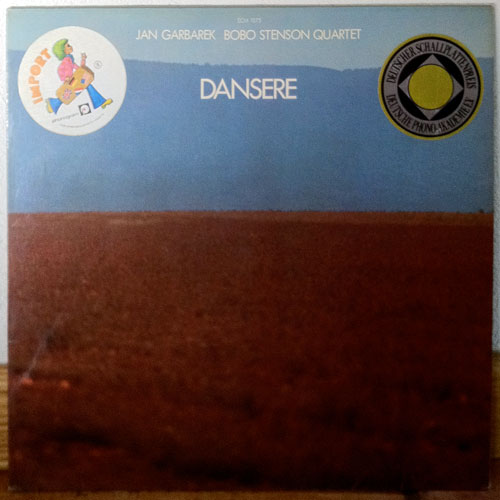 ECM 1075
JAN GARBAREK BOBO STENSON QUARTET
DANSERE
IMPORT
DEUTSCHER SCHALLPLATTENPREIS
DEUTSCHE PHONO-AKADEMIE E.V.